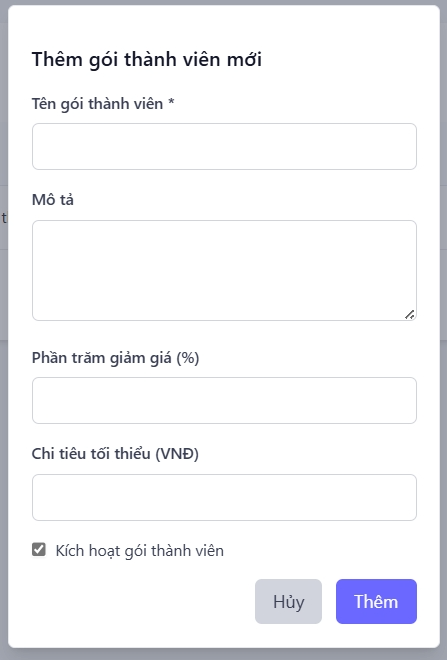 Thêm gói thành viên mới
Tên gói thành viên *
Mô tả
t
Phần trăm giảm giá (%)
Chi tiêu tối thiểu (VNĐ)
Kích hoạt gói thành viên
Hủy Thêm